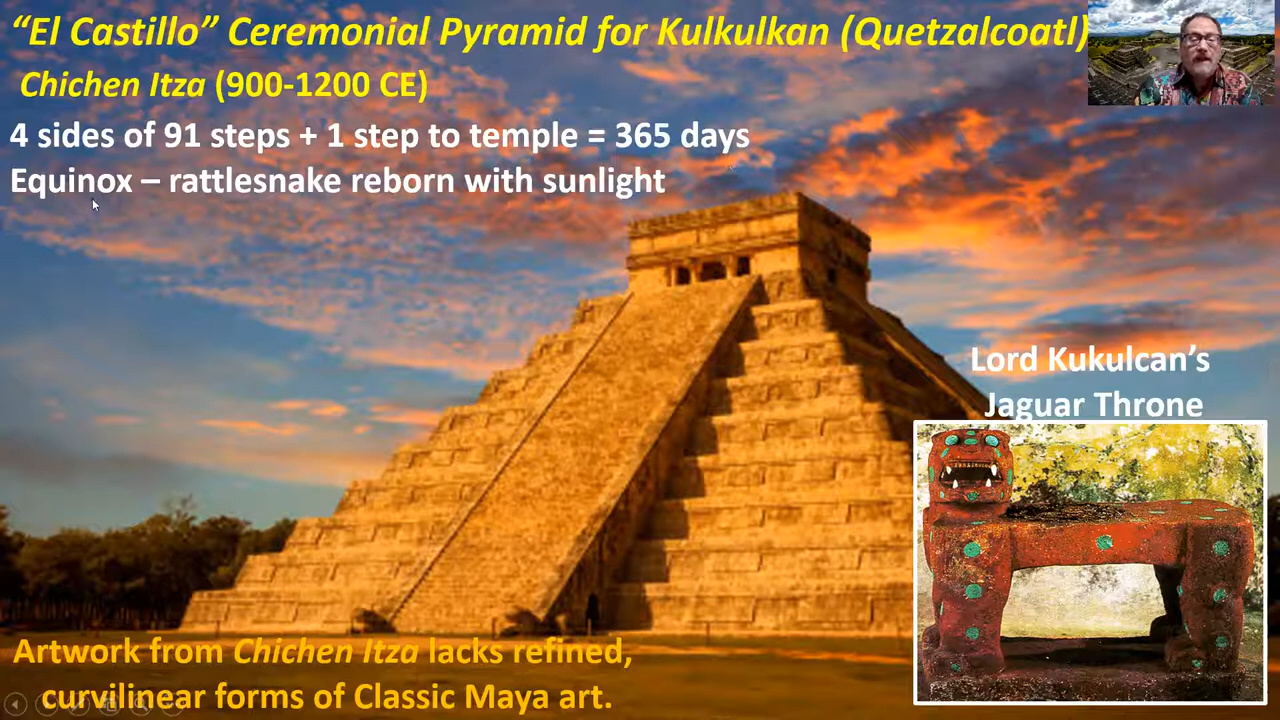 “El Castillo” Ceremonial Pyramid for Kulkulkan (Quetzalcoatl)
Chichen Itza (900-1200 CE)
4 sides of 91 steps + 1 step to temple = 365 days
Equinox – rattlesnake reborn with sunlight
Lord Kukulcan’s
Jaguar Throne
Artwork from Chichen Itza lacks refined,
curvilinear forms of Classic Maya art.